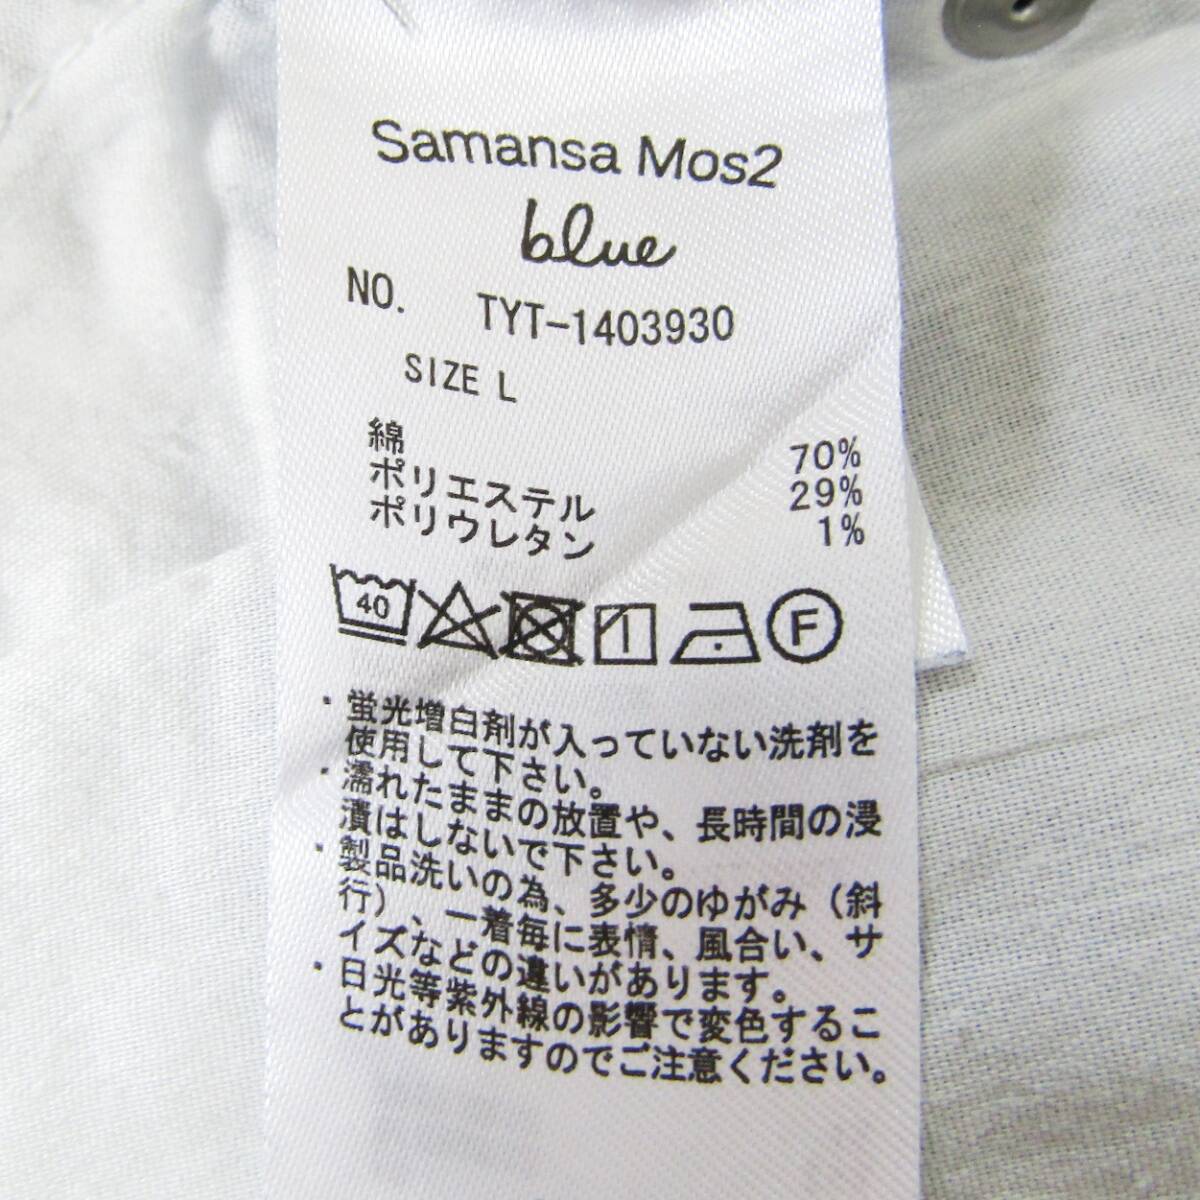 Samansa Mos2
blue
NO. TYT-1403930
SIZE L
綿 70%
ポリエステル 29%
ポリウレタン 1%
40 F
・蛍光増白剤が入っていない洗剤を
使用して下さい。
・濡れたままの放置や、長時間の浸
漬はしないで下さい。
・製品洗いの為、多少のゆがみ（斜
行）、一着毎に表情、風合い、サ
イズなどの違いがあります。
・日光等紫外線の影響で変色するこ
とがありますのでご注意ください。